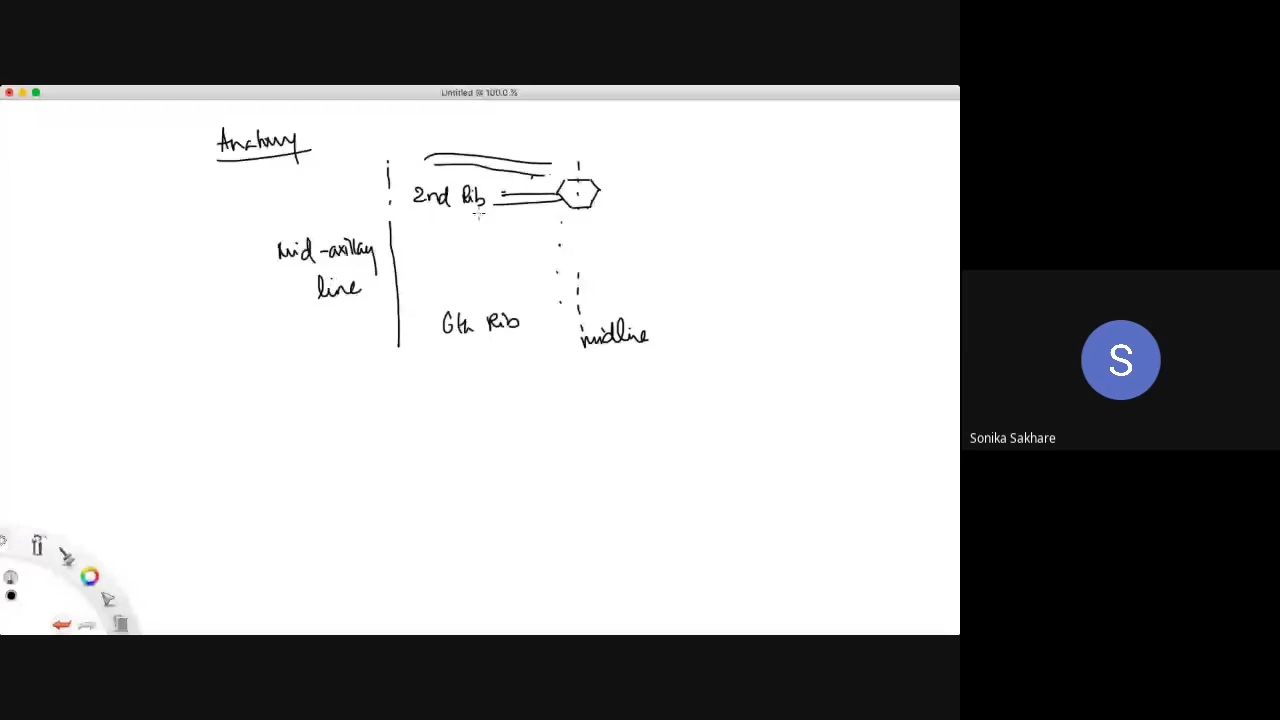 Untitled @ 100.0 %
Anatomy
2nd Rib
mid-axillary
line
6th Rib
midline
S
Sonika Sakhare